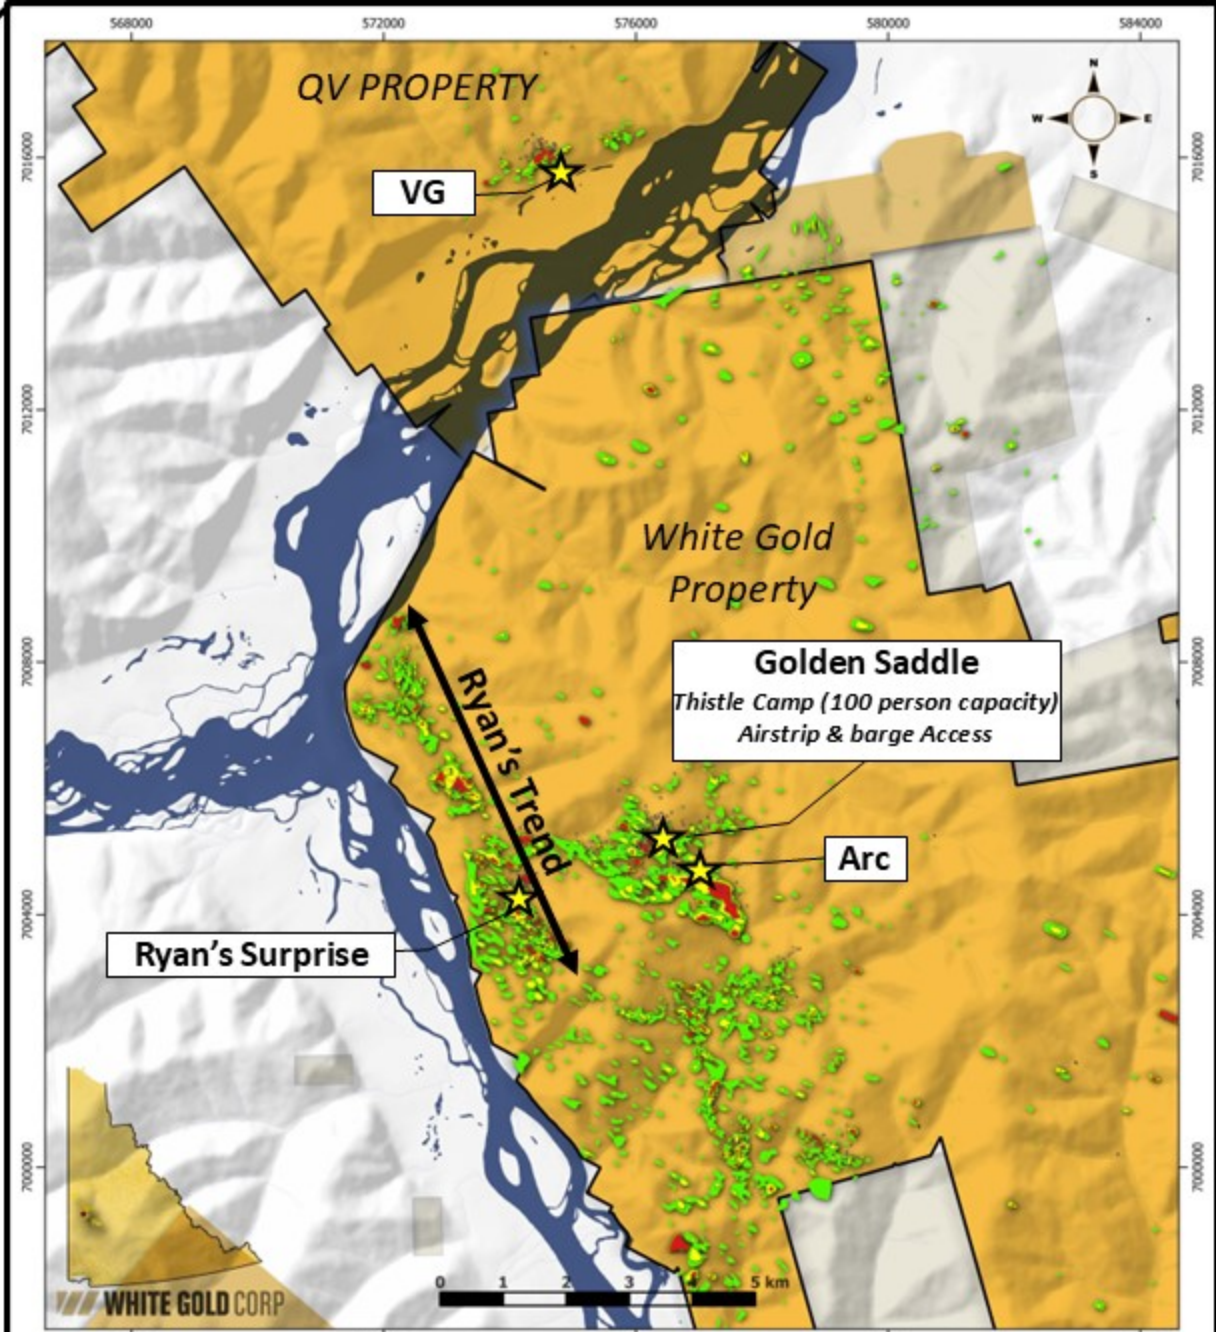 568000
572000
576000
580000
584000
QV PROPERTY
N
W
E
S
7016000
7016000
VG
7012000
7012000
White Gold
Property
7008000
7008000
Golden Saddle
Thistle Camp (100 person capacity)
Airstrip & barge Access
Ryan's Trend
Arc
7004000
7004000
Ryan's Surprise
7000000
7000000
0 1 2 3 4 5 km
WHITE GOLD CORP